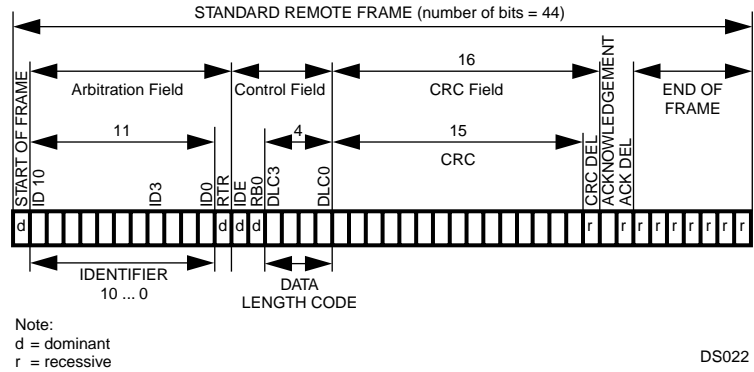 STANDARD REMOTE FRAME (number of bits = 44)
16
Arbitration Field
Control Field
CRC Field
END OF
FRAME
11
4
15
CRC
START OF FRAME
ID 10
ID3
ID0
RTR
IDE
RB0
DLC3
DLC0
CRC DEL
ACKNOWLEDGEMENT
ACK DEL
d d d d r r r r r r r r r
IDENTIFIER
10 ... 0
DATA
LENGTH CODE
Note:
d = dominant
r = recessive
DS022